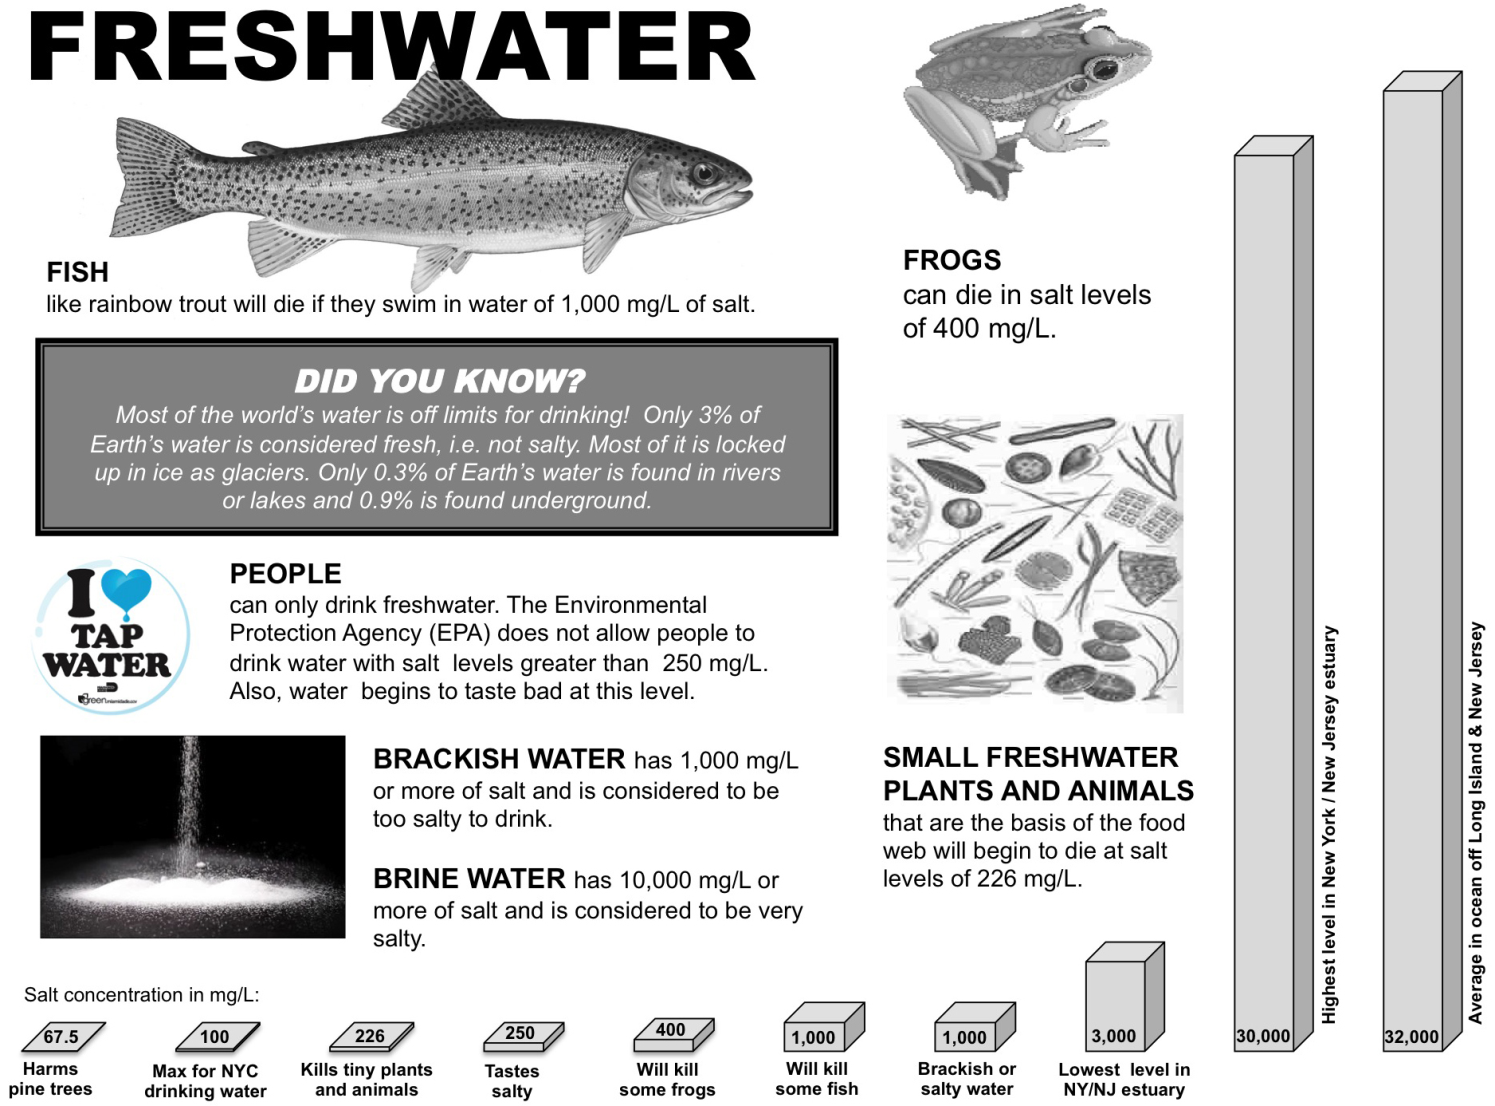 FRESHWATER
FISH
like rainbow trout will die if they swim in water of 1,000 mg/L of salt.
FROGS
can die in salt levels
of 400 mg/L.
DID YOU KNOW?
Most of the world's water is off limits for drinking! Only 3% of
Earth's water is considered fresh, i.e. not salty. Most of it is locked
up in ice as glaciers. Only 0.3% of Earth's water is found in rivers
or lakes and 0.9% is found underground.
I
TAP
WATER
PEOPLE
can only drink freshwater. The Environmental
Protection Agency (EPA) does not allow people to
drink water with salt levels greater than 250 mg/L.
Also, water begins to taste bad at this level.
BRACKISH WATER has 1,000 mg/L
or more of salt and is considered to be
too salty to drink.
BRINE WATER has 10,000 mg/L or
more of salt and is considered to be very
salty.
SMALL FRESHWATER
PLANTS AND ANIMALS
that are the basis of the food
web will begin to die at salt
levels of 226 mg/L.
Salt concentration in mg/L:
67.5
Harms
pine trees
100
Max for NYC
drinking water
226
Kills tiny plants
and animals
250
Tastes
salty
400
Will kill
some frogs
1,000
Will kill
some fish
1,000
Brackish or
salty water
3,000
Lowest level in
NY/NJ estuary
30,000
Highest level in New York / New Jersey estuary
32,000
Average in ocean off Long Island & New Jersey